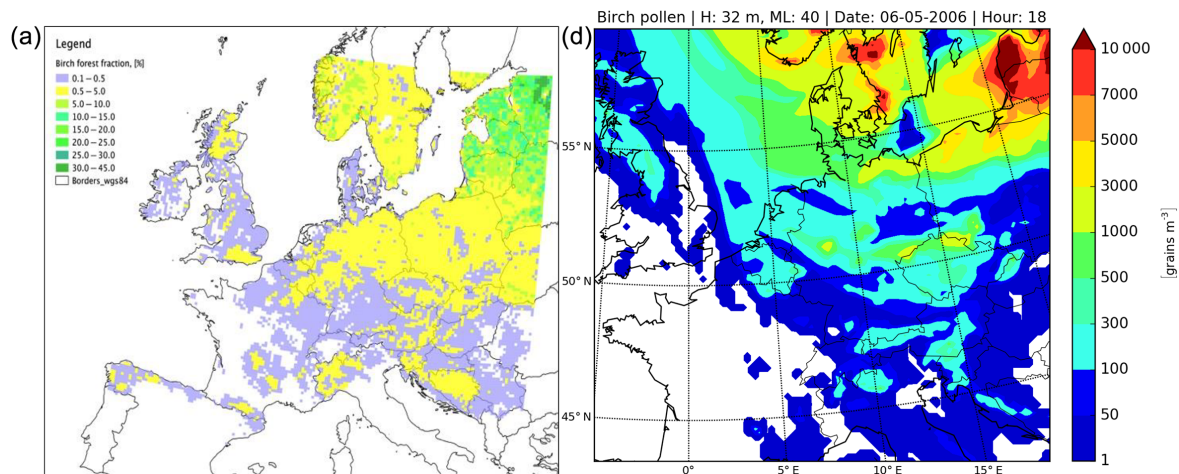 (a)
Legend
Birch forest fraction, [%]
0.1 – 0.5
0.5 – 5.0
5.0 – 10.0
10.0 – 15.0
15.0 – 20.0
20.0 – 25.0
25.0 – 30.0
30.0 – 45.0
Borders_wgs84
(d)
Birch pollen | H: 32 m, ML: 40 | Date: 06-05-2006 | Hour: 18
55° N
50° N
45° N
0°
5° E
10° E
15° E
10 000
7000
5000
3000
1000
500
300
100
50
1
[grains m⁻³]